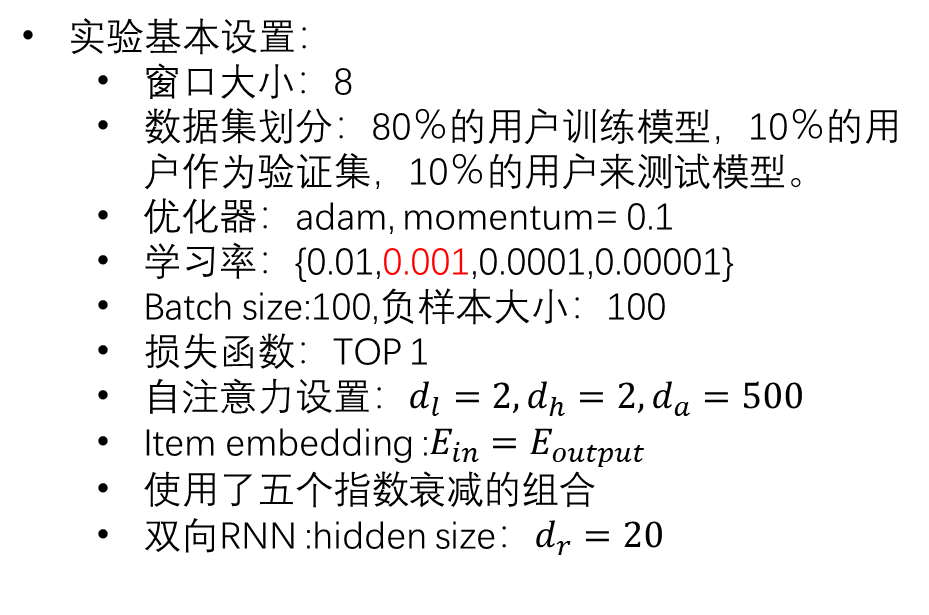 • 实验基本设置：
• 窗口大小：8
• 数据集划分：80%的用户训练模型，10%的用
户作为验证集，10%的用户来测试模型。
• 优化器：adam, momentum= 0.1
• 学习率：{0.01,0.001,0.0001,0.00001}
• Batch size:100,负样本大小：100
• 损失函数：TOP 1
• 自注意力设置：$d_l = 2, d_h = 2, d_a = 500$
• Item embedding :$E_{in} = E_{output}$
• 使用了五个指数衰减的组合
• 双向RNN :hidden size：$d_r = 20$